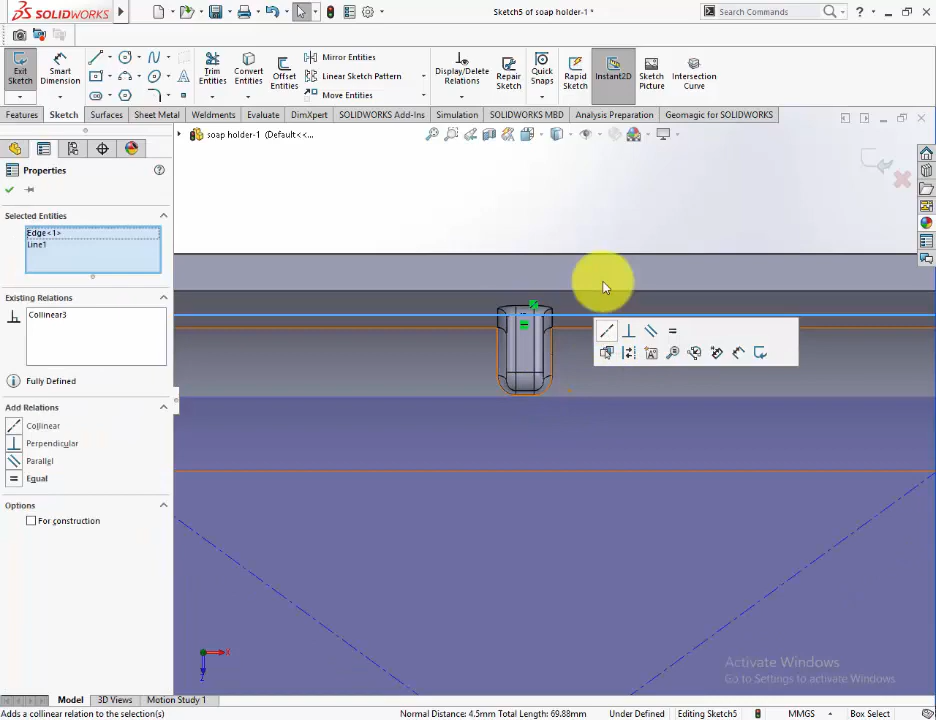 SOLIDWORKS
Sketch5 of soap holder-1 *
Search Commands
Exit Sketch
Smart Dimension
Trim Entities
Convert Entities
Offset Entities
Mirror Entities
Linear Sketch Pattern
Move Entities
Display/Delete Relations
Repair Sketch
Quick Snaps
Rapid Sketch
Instant2D
Sketch Picture
Intersection Curve
Features
Sketch
Surfaces
Sheet Metal
Weldments
Evaluate
DimXpert
SOLIDWORKS Add-Ins
Simulation
SOLIDWORKS MBD
Analysis Preparation
Geomagic for SOLIDWORKS
soap holder-1 (Default<<...
Properties
Selected Entities
Edge<1>
Line1
Existing Relations
Collinear3
Fully Defined
Add Relations
Collinear
Perpendicular
Parallel
Equal
Options
For construction
X
Z
Activate Windows
Go to Settings to activate Windows.
Model
3D Views
Motion Study 1
Adds a collinear relation to the selection(s)
Normal Distance: 4.5mm Total Length: 69.88mm
Under Defined
Editing Sketch5
MMGS
Box Select